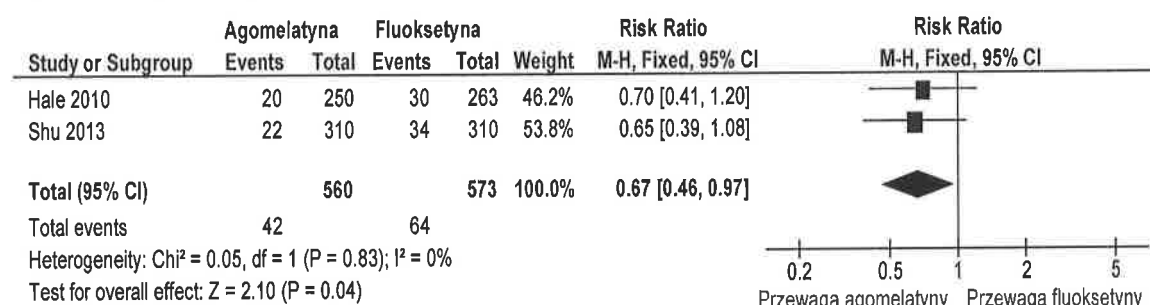 Agomelatyna Fluoksetyna Risk Ratio Risk Ratio
Study or Subgroup Events Total Events Total Weight M-H, Fixed, 95% CI M-H, Fixed, 95% CI
Hale 2010 20 250 30 263 46.2% 0.70 [0.41, 1.20]
Shu 2013 22 310 34 310 53.8% 0.65 [0.39, 1.08]
Total (95% CI) 560 573 100.0% 0.67 [0.46, 0.97]
Total events 42 64
Heterogeneity: Chi² = 0.05, df = 1 (P = 0.83); I² = 0%
Test for overall effect: Z = 2.10 (P = 0.04)
0.2 0.5 1 2 5
Przewaga agomelatyny Przewaga fluoksetyny